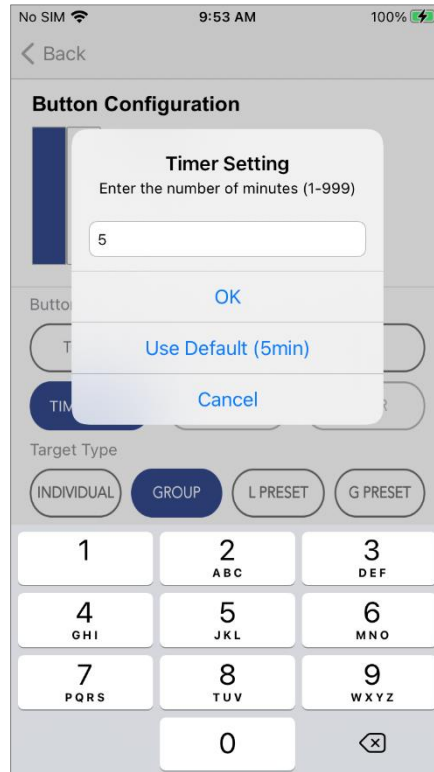 No SIM 9:53 AM 100%
Back
Button Configuration
Timer Setting
Enter the number of minutes (1-999)
5
OK
Use Default (5min)
Cancel
Target Type
INDIVIDUAL GROUP L PRESET G PRESET
1 2 3
ABC DEF
4 5 6
GHI JKL MNO
7 8 9
PQRS TUV WXYZ
0